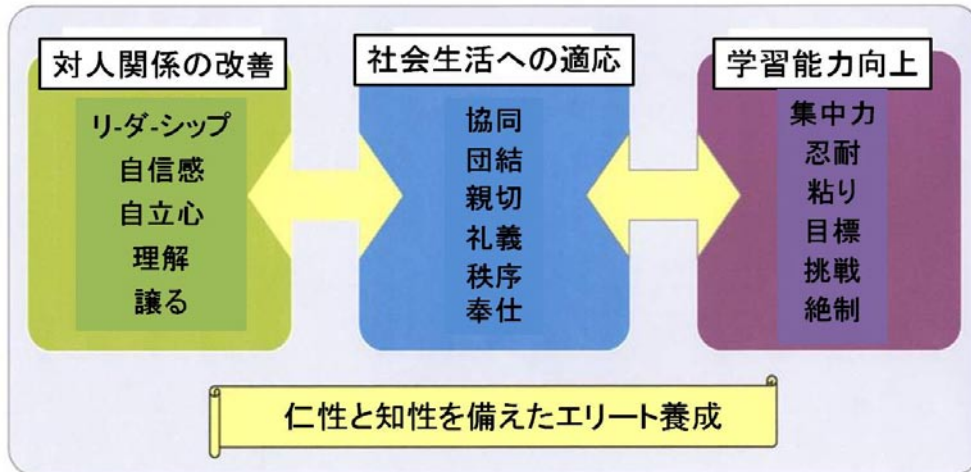 対人関係の改善
リ-ダ-シップ
自信感
自立心
理解
譲る
社会生活への適応
協同
団結
親切
礼義
秩序
奉仕
学習能力向上
集中力
忍耐
粘り
目標
挑戦
絶制
仁性と知性を備えたエリート養成